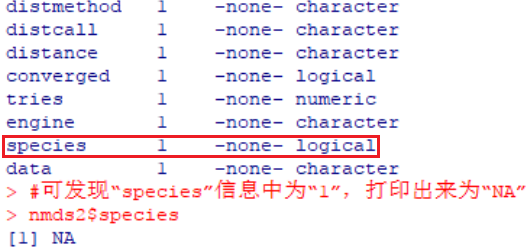 distmethod 1 -none- character
distcall 1 -none- character
distance 1 -none- character
converged 1 -none- logical
tries 1 -none- numeric
engine 1 -none- character
species 1 -none- logical
data 1 -none- character
> #可发现“species”信息中为“1”，打印出来为“NA”
> nmds2$species
[1] NA